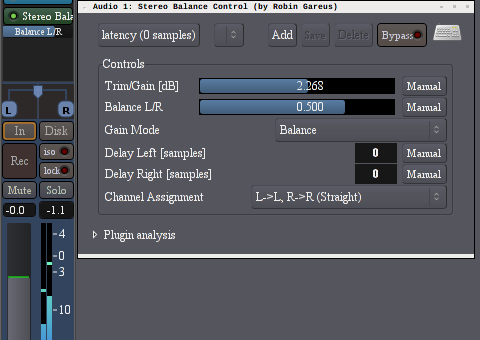 Audio 1: Stereo Balance Control (by Robin Gareus)
Stereo Bala
Balance L/R
latency (0 samples)
Add
Save
Delete
Bypass
Controls
Trim/Gain [dB]
2.268
Manual
Balance L/R
0.500
Manual
Gain Mode
Balance
Delay Left [samples]
0
Manual
Delay Right [samples]
0
Manual
Channel Assignment
L->L, R->R (Straight)
Plugin analysis
L
R
In
Disk
Rec
iso
lock
Mute
Solo
-0.0
-1.1
-4
-0
-3
-10